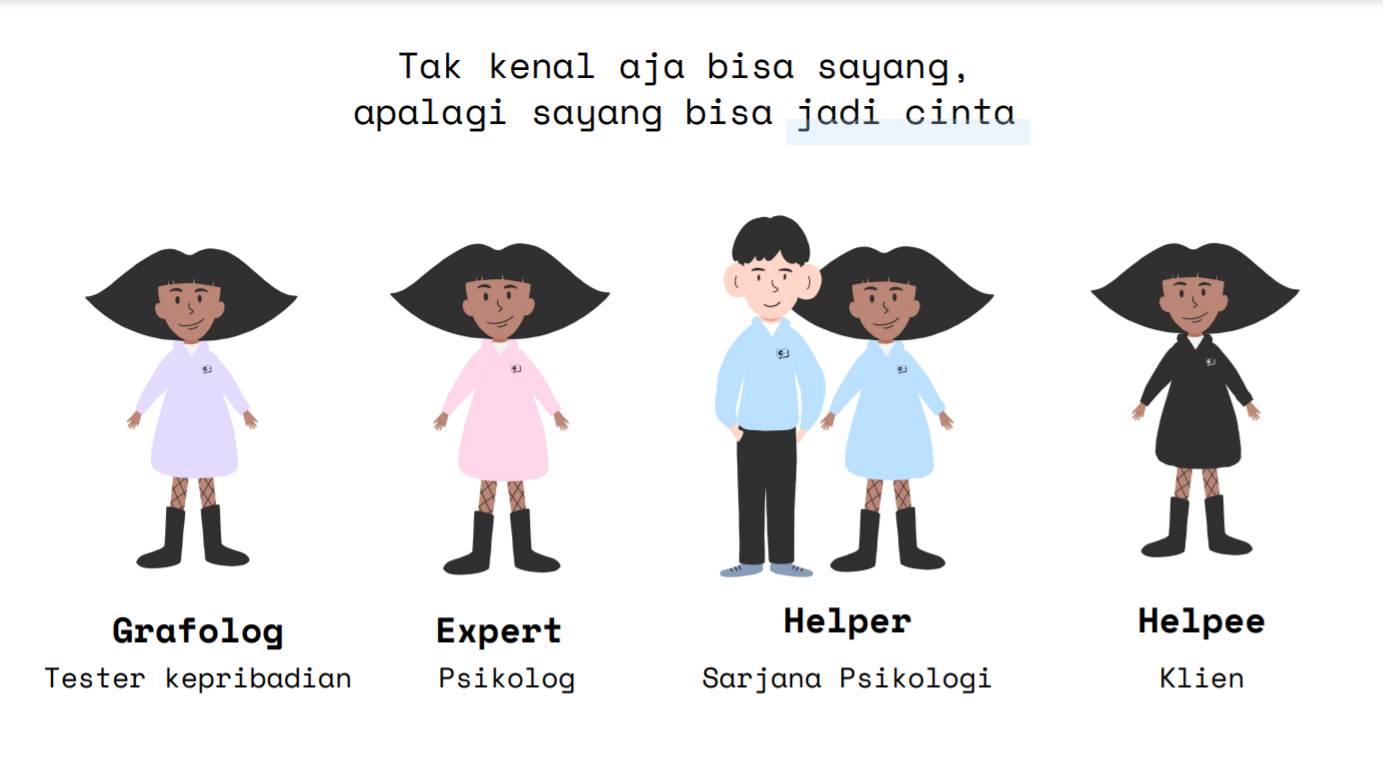 Tak kenal aja bisa sayang,
apalagi sayang bisa jadi cinta
Grafolog
Tester kepribadian
Expert
Psikolog
Helper
Sarjana Psikologi
Helpee
Klien